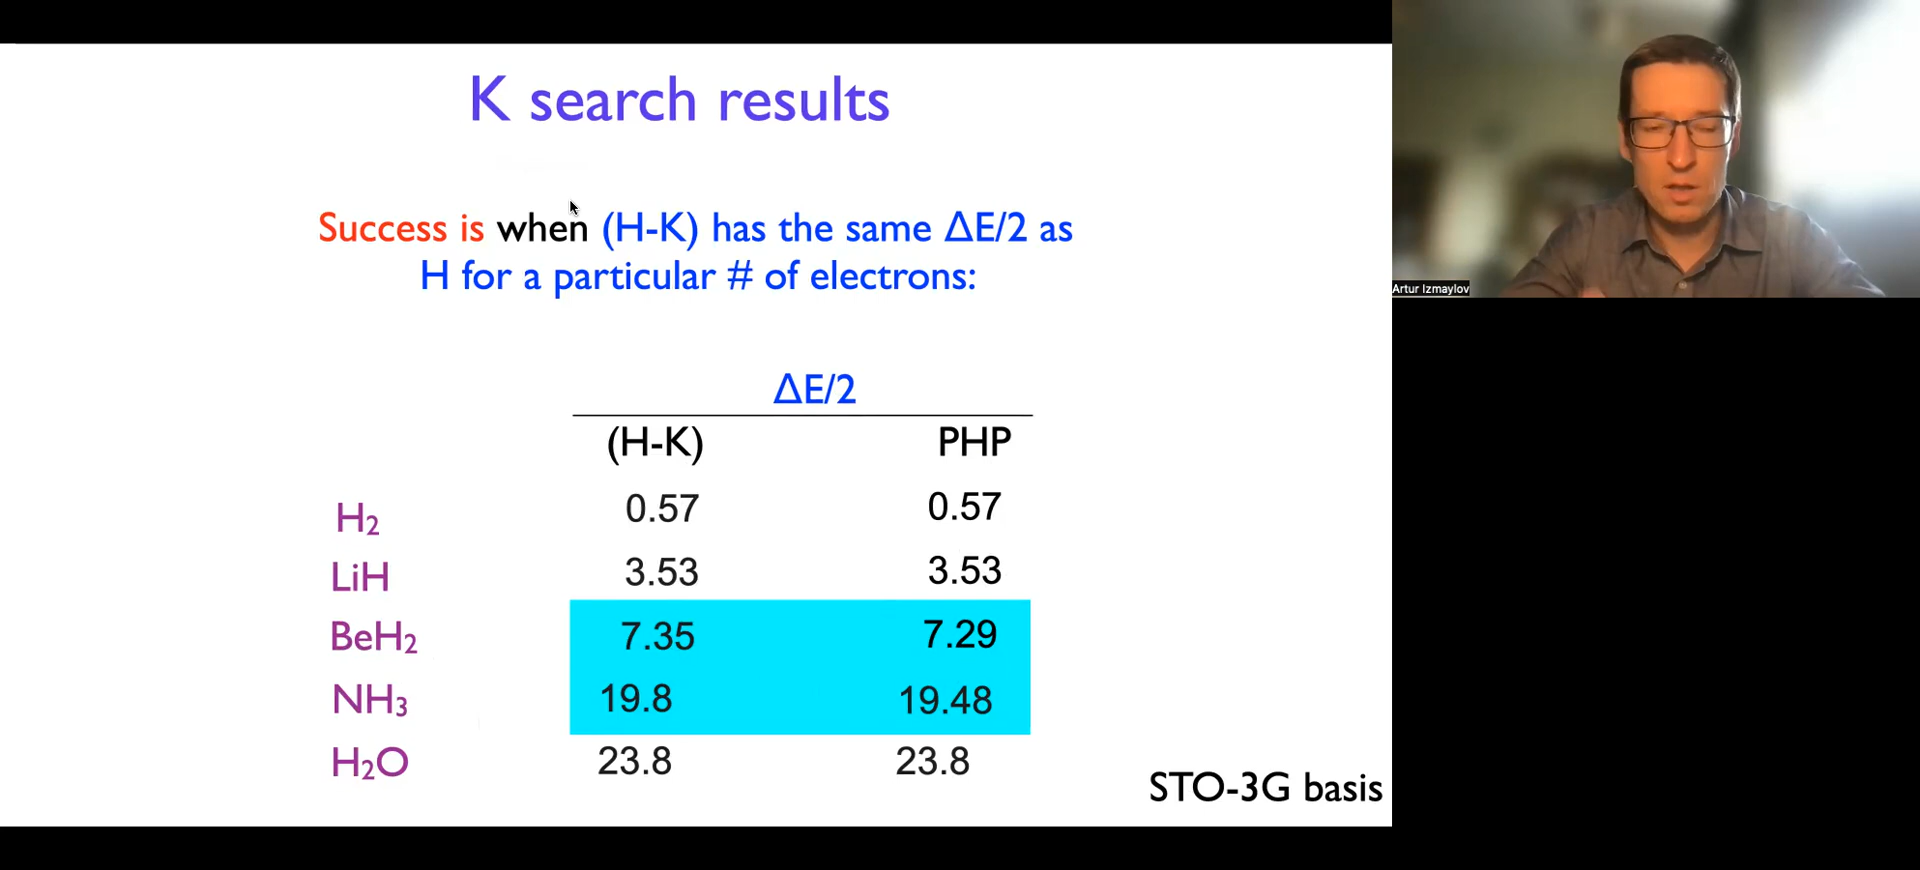 K search results
Success is when (H-K) has the same ΔE/2 as
H for a particular # of electrons:
ΔE/2
(H-K) PHP
H₂ 0.57 0.57
LiH 3.53 3.53
BeH₂ 7.35 7.29
NH₃ 19.8 19.48
H₂O 23.8 23.8
STO-3G basis
Artur Izmaylov